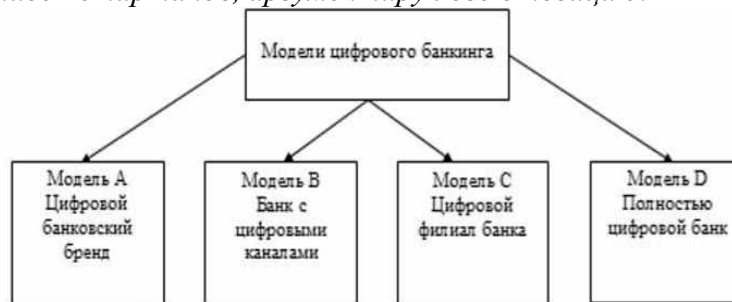 Модели цифрового банкинга
Модель A
Цифровой
банковский
бренд
Модель B
Банк с
цифровыми
каналами
Модель C
Цифровой
филиал банка
Модель D
Полностью
цифровой банк